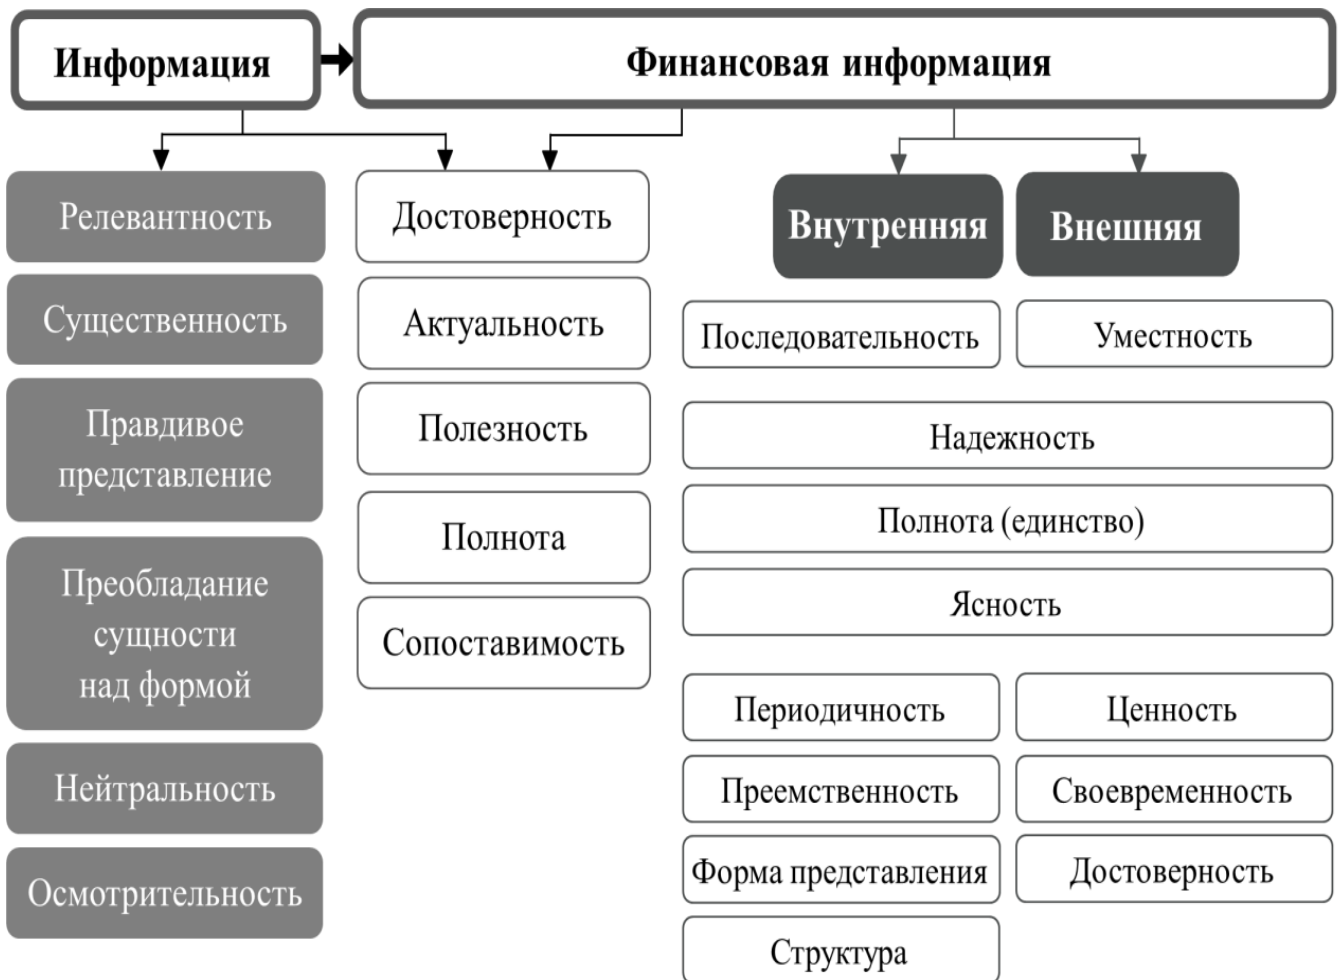 Информация
Финансовая информация
Релевантность
Существенность
Правдивое
представление
Преобладание
сущности
над формой
Нейтральность
Осмотрительность
Достоверность
Актуальность
Полезность
Полнота
Сопоставимость
Внутренняя
Внешняя
Последовательность
Уместность
Надежность
Полнота (единство)
Ясность
Периодичность
Ценность
Преемственность
Своевременность
Форма представления
Достоверность
Структура